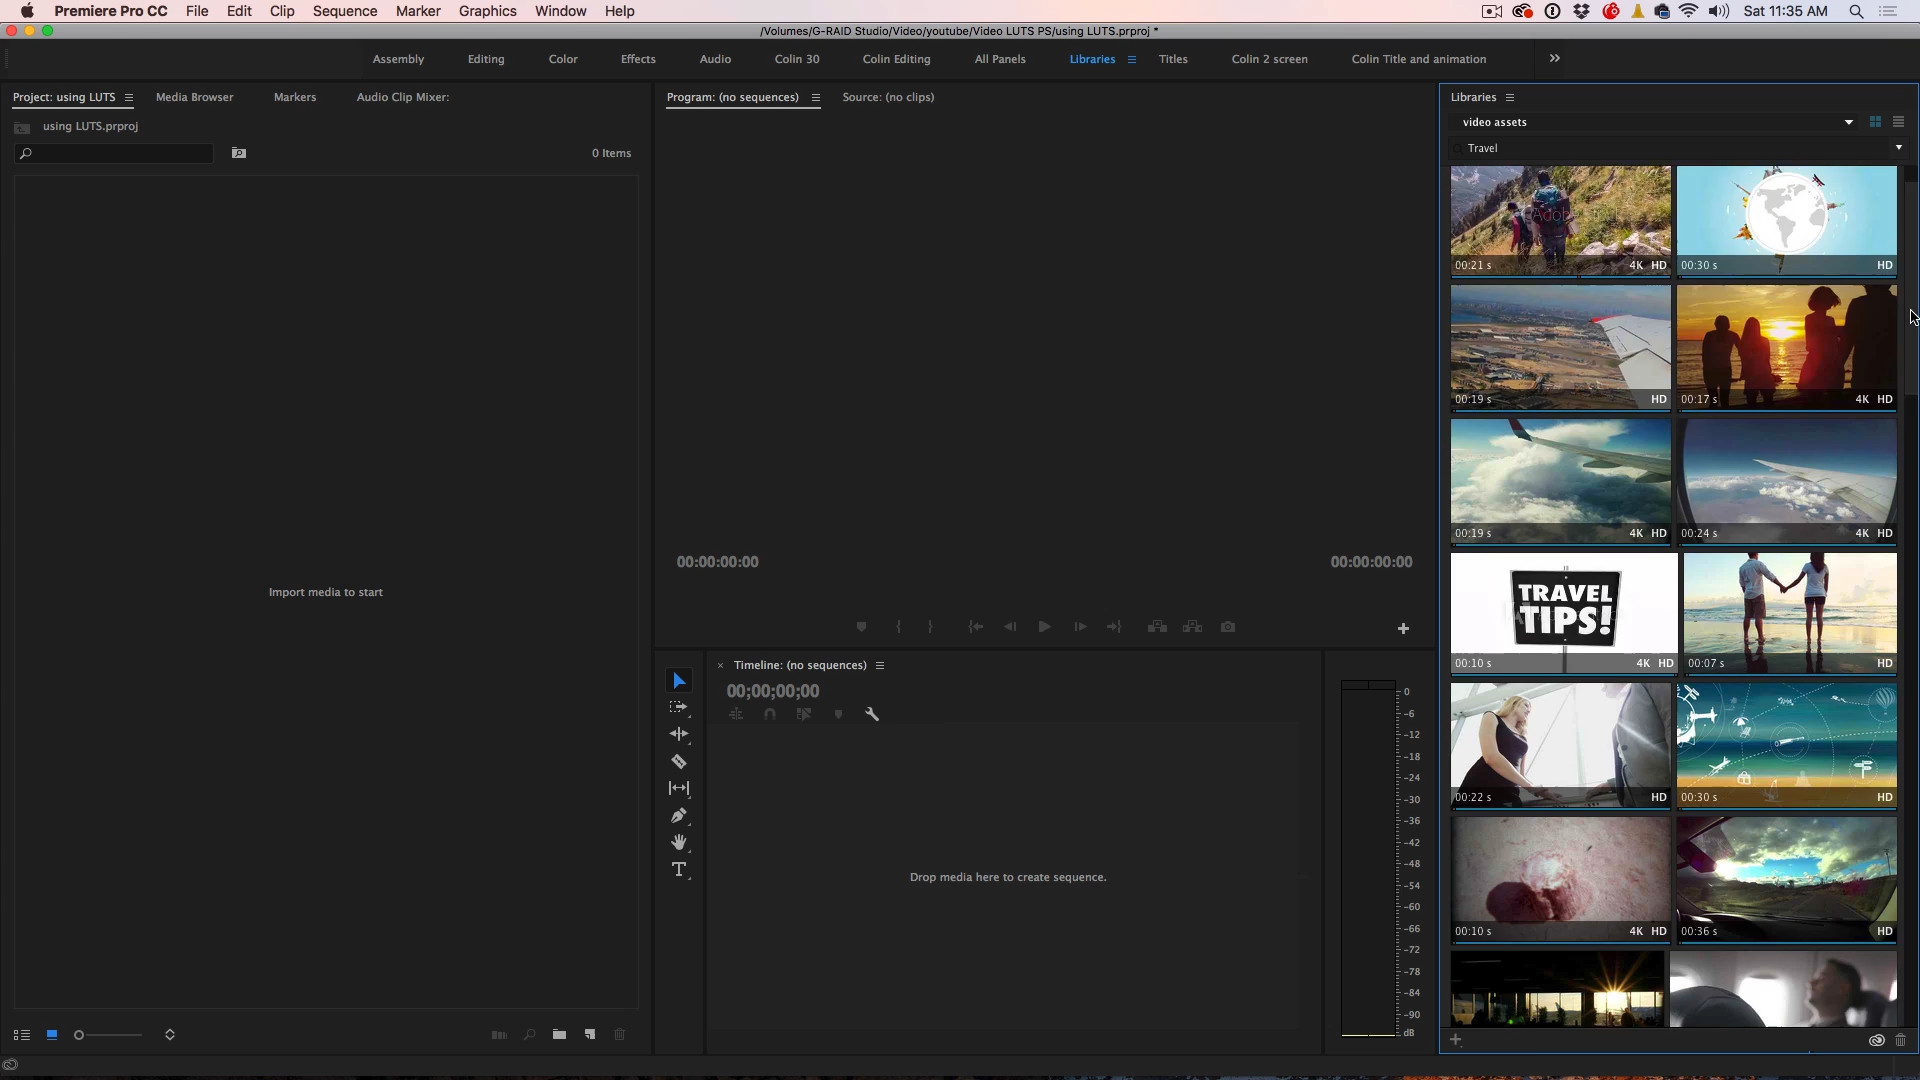 Premiere Pro CC File Edit Clip Sequence Marker Graphics Window Help Sat 11:35 AM
/Volumes/G-RAID Studio/Video/youtube/Video LUTS PS/using LUTS.prproj *
Assembly Editing Color Effects Audio Colin 30 Colin Editing All Panels Libraries Titles Colin 2 screen Colin Title and animation
Project: using LUTS Media Browser Markers Audio Clip Mixer:
using LUTS.prproj
0 Items
Import media to start
Program: (no sequences) Source: (no clips)
00:00:00:00 00:00:00:00
Timeline: (no sequences)
00;00;00;00
Drop media here to create sequence.
0
-6
-12
-18
-24
-30
-36
-42
-48
-54
-60
-66
-72
-78
-84
-90
dB
Libraries
video assets
Travel
00:21 s 4K HD
00:30 s HD
00:19 s HD
00:17 s 4K HD
00:19 s 4K HD
00:24 s 4K HD
TRAVEL
TIPS!
00:10 s 4K HD
00:07 s HD
00:22 s HD
00:30 s HD
00:10 s 4K HD
00:36 s HD